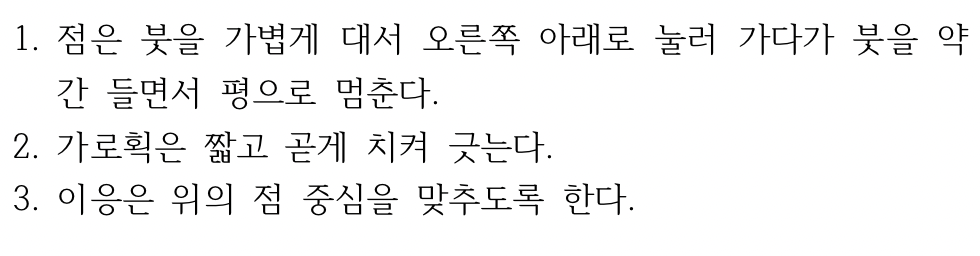 1. 점은 붓을 가볍게 대서 오른쪽 아래로 눌러 가다가 붓을 약
간 들면서 평으로 멈춘다.
2. 가로획은 짧고 곧게 치켜 긋는다.
3. 이응은 위의 점 중심을 맞추도록 한다.